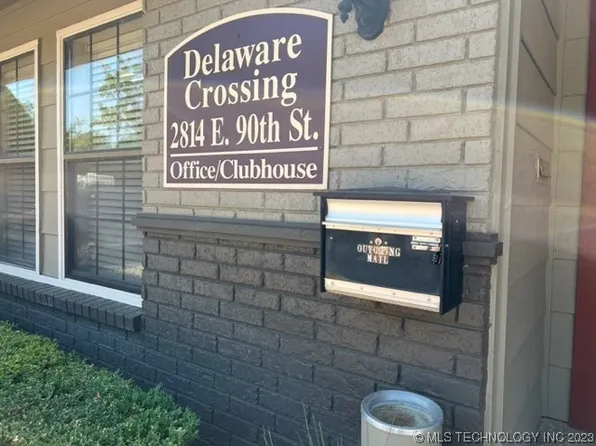 Delaware
Crossing
2814 E. 90th St.
Office/Clubhouse
OUTGOING
MAIL
© MLS TECHNOLOGY INC 2023